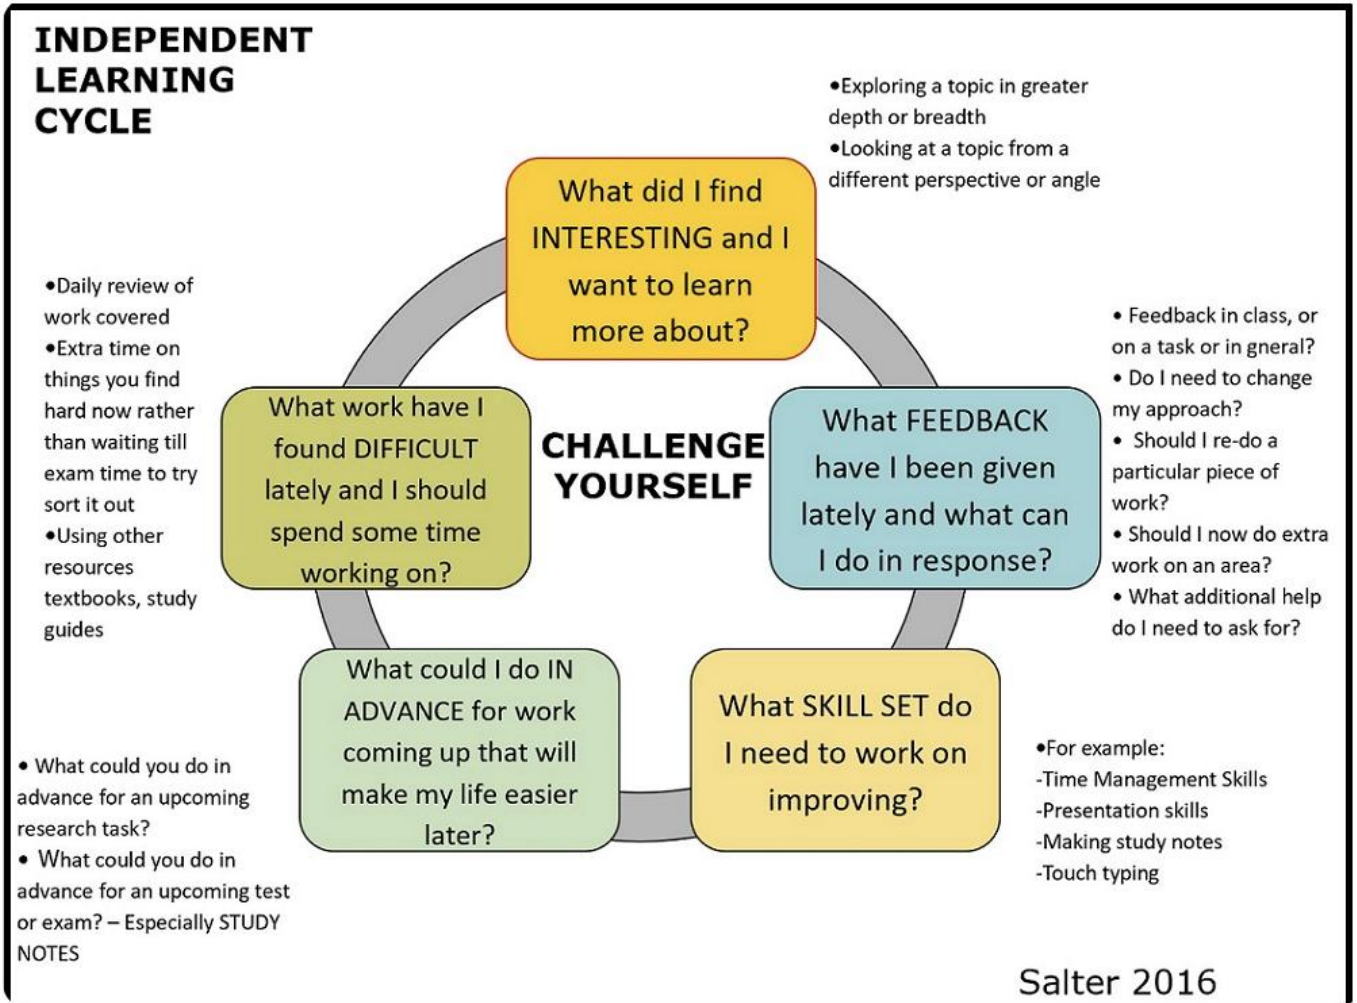 INDEPENDENT
LEARNING
CYCLE
•Exploring a topic in greater
depth or breadth
•Looking at a topic from a
different perspective or angle
What did I find
INTERESTING and I
want to learn
more about?
• Feedback in class, or
on a task or in gneral?
• Do I need to change
my approach?
• Should I re-do a
particular piece of
work?
• Should I now do extra
work on an area?
• What additional help
do I need to ask for?
What FEEDBACK
have I been given
lately and what can
I do in response?
CHALLENGE
YOURSELF
•Daily review of
work covered
•Extra time on
things you find
hard now rather
than waiting till
exam time to try
sort it out
•Using other
resources
textbooks, study
guides
What work have I
found DIFFICULT
lately and I should
spend some time
working on?
What could I do IN
ADVANCE for work
coming up that will
make my life easier
later?
What SKILL SET do
I need to work on
improving?
•For example:
-Time Management Skills
-Presentation skills
-Making study notes
-Touch typing
• What could you do in
advance for an upcoming
research task?
• What could you do in
advance for an upcoming test
or exam? – Especially STUDY
NOTES
Salter 2016